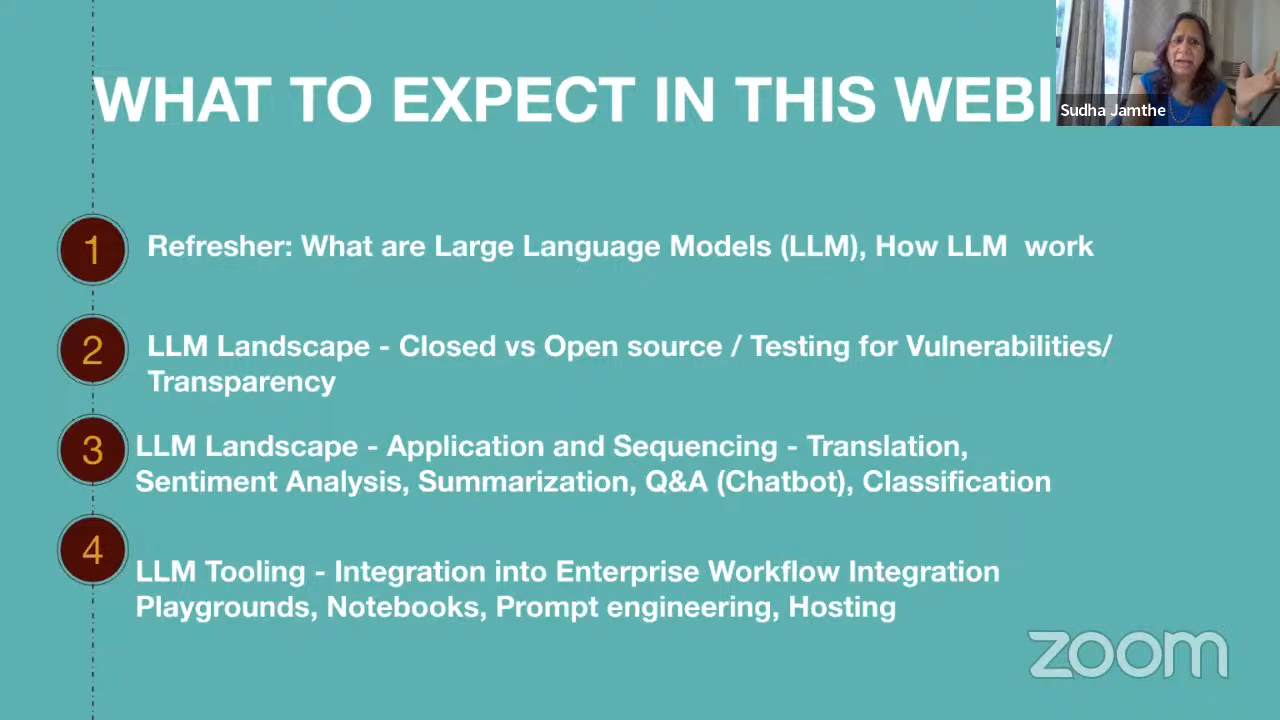 WHAT TO EXPECT IN THIS WEBI
Sudha Jamthe
1
Refresher: What are Large Language Models (LLM), How LLM  work
2
LLM Landscape - Closed vs Open source / Testing for Vulnerabilities/
Transparency
3
LLM Landscape - Application and Sequencing - Translation,
Sentiment Analysis, Summarization, Q&A (Chatbot), Classification
4
LLM Tooling - Integration into Enterprise Workflow Integration
Playgrounds, Notebooks, Prompt engineering, Hosting
zoom